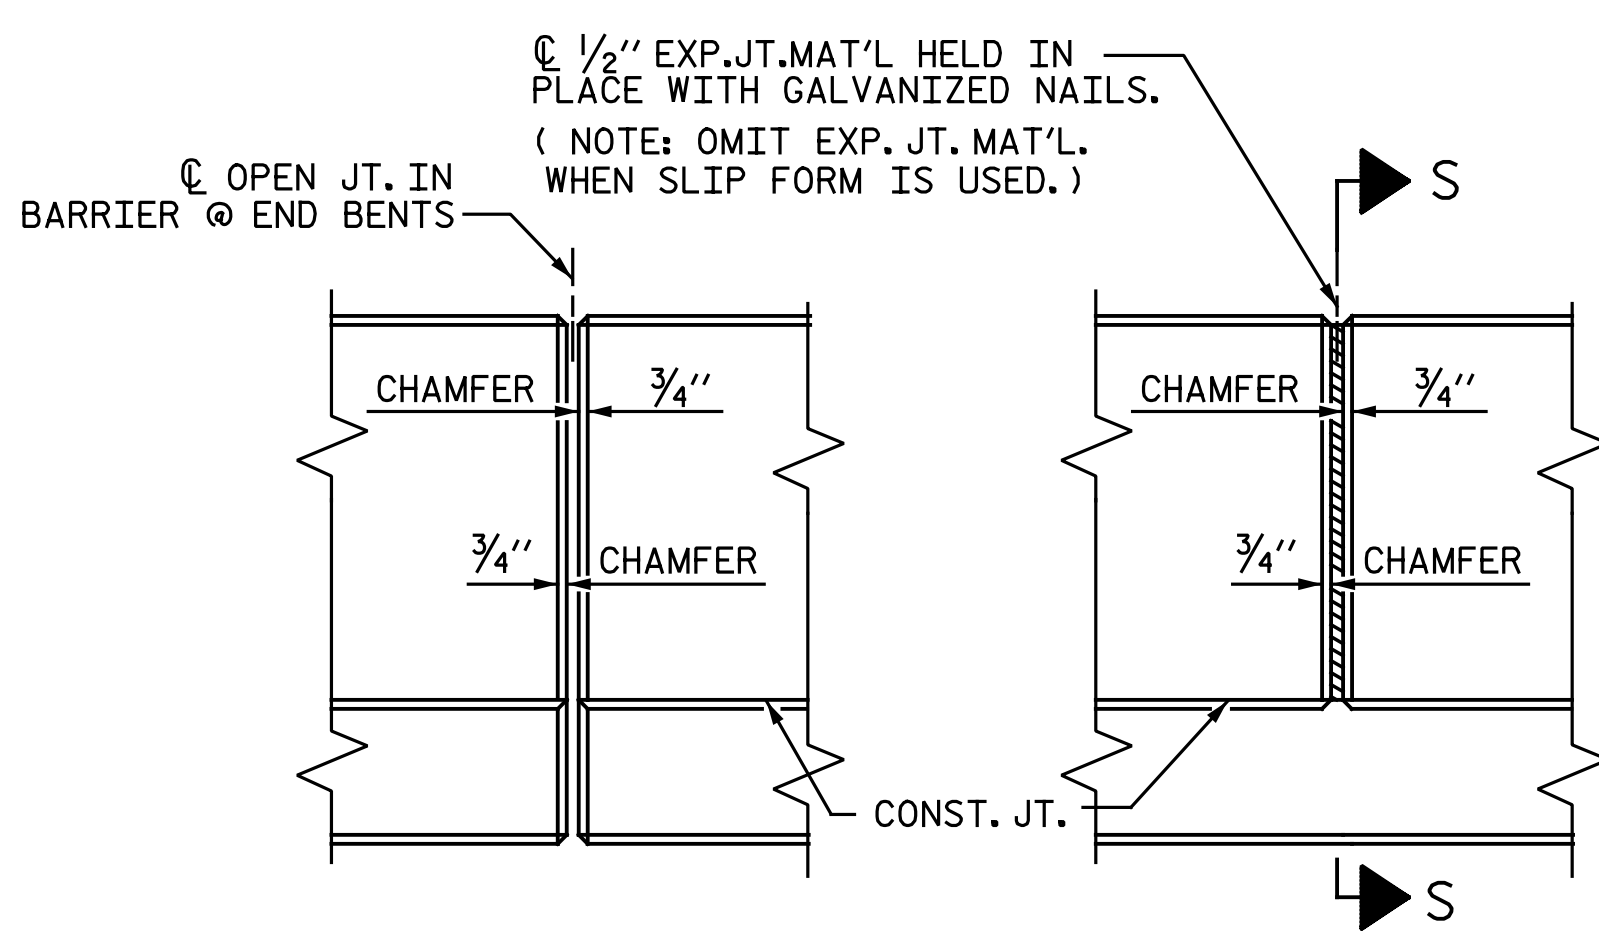 ℄ 1/2" EXP. JT. MAT'L HELD IN
PLACE WITH GALVANIZED NAILS.
( NOTE: OMIT EXP. JT. MAT'L.
WHEN SLIP FORM IS USED. )
℄ OPEN JT. IN
BARRIER @ END BENTS
S
CHAMFER 3/4"
CHAMFER 3/4"
3/4" CHAMFER
3/4" CHAMFER
CONST. JT.
S